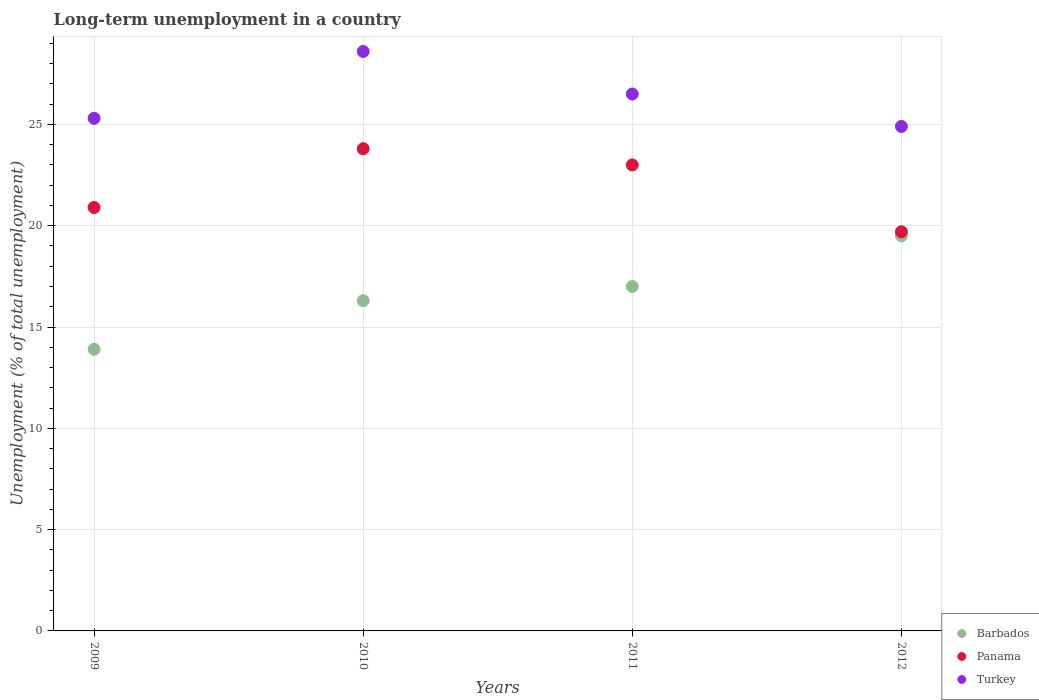 Long-term unemployment in a country
Unemployment (% of total unemployment)
25
20
15
10
5
0
2009
2010
2011
2012
Years
Barbados
Panama
Turkey